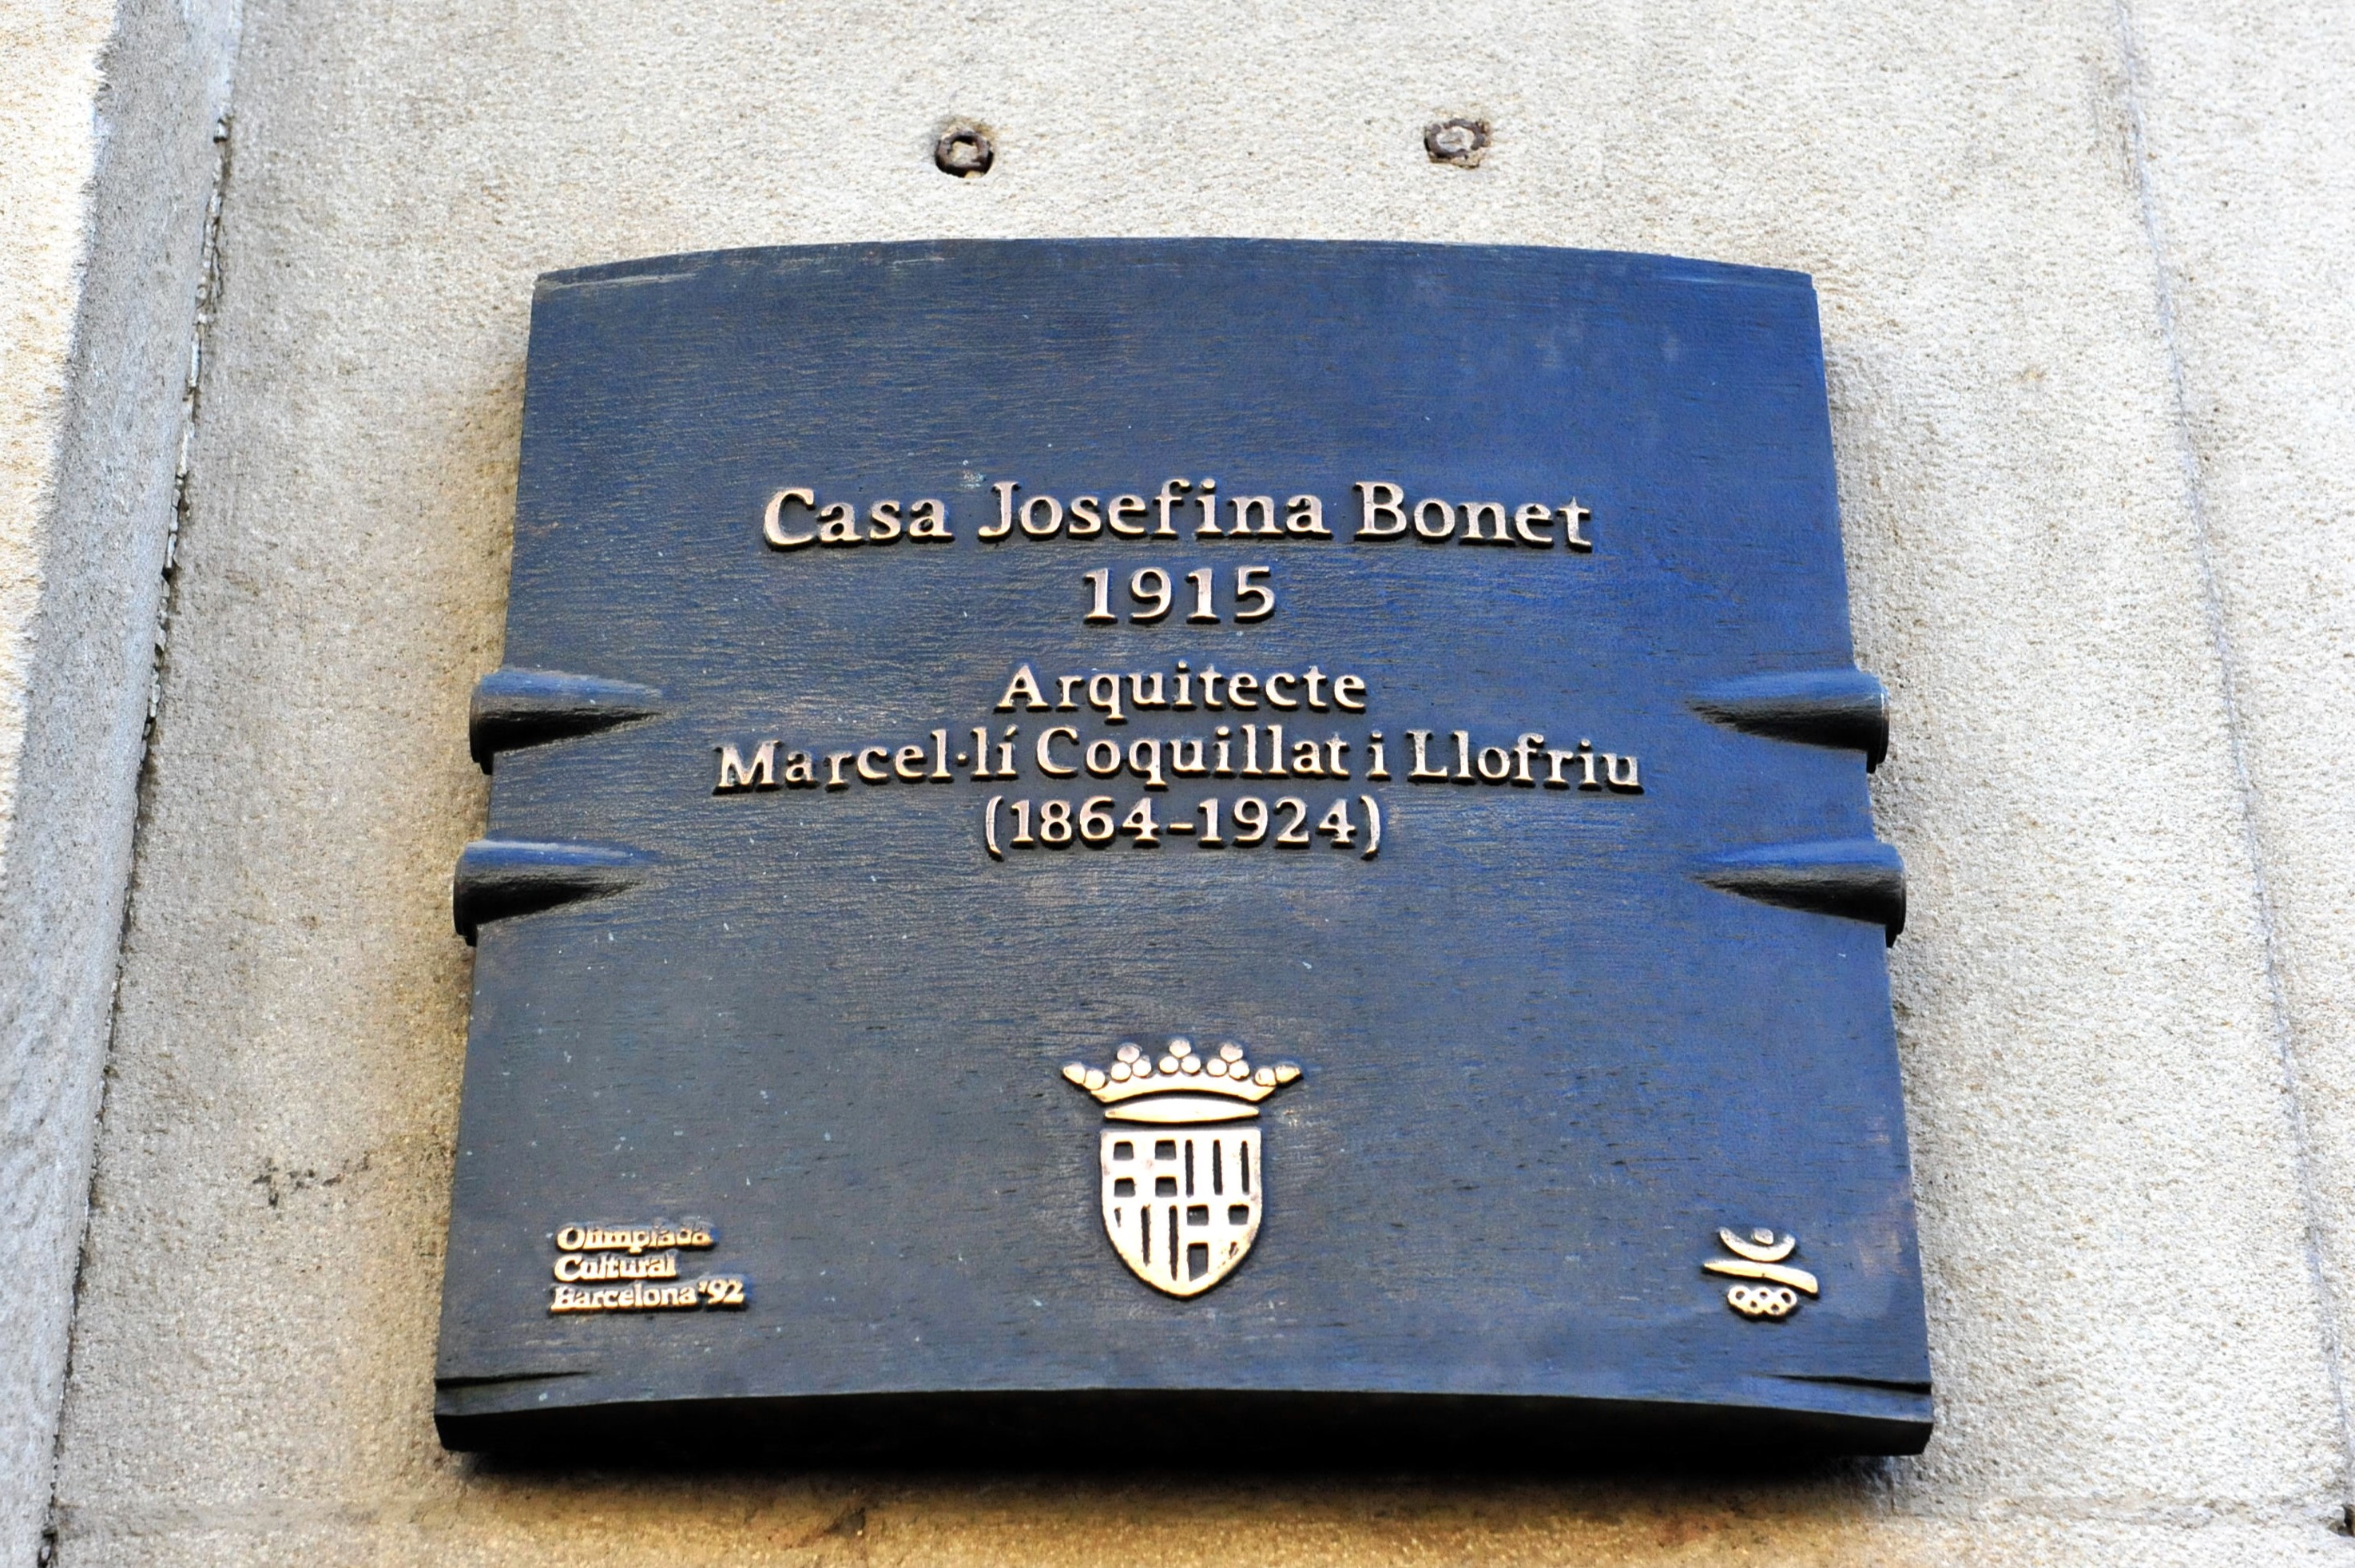 Casa Josefina Bonet
1915
Arquitecte
Marcel·lí Coquillat i Llofriu
(1864-1924)
Olimpíada
Cultural
Barcelona '92